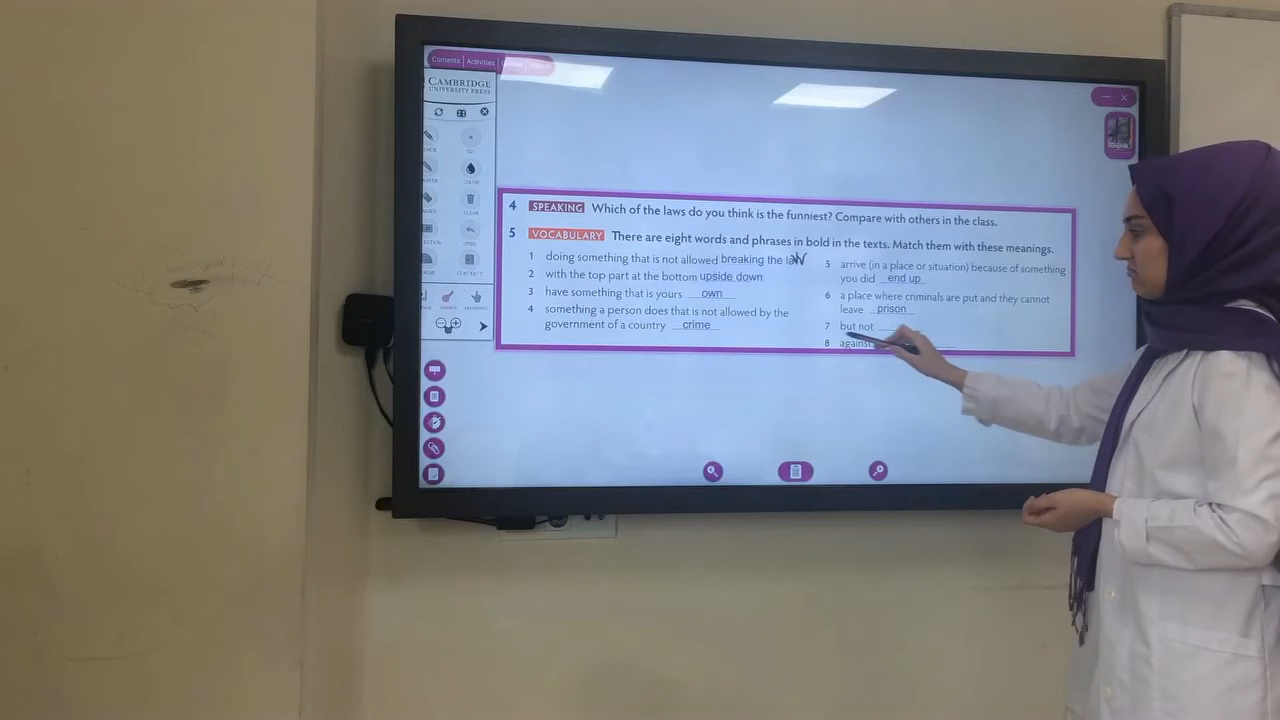 Contents | Activities
CAMBRIDGE
UNIVERSITY PRESS
COLOR
CLEAR
THINK
4 SPEAKING Which of the laws do you think is the funniest? Compare with others in the class.
5 VOCABULARY There are eight words and phrases in bold in the texts. Match them with these meanings.
1 doing something that is not allowed breaking the law
2 with the top part at the bottom upside down
3 have something that is yours own
4 something a person does that is not allowed by the
government of a country crime
5 arrive (in a place or situation) because of something
you did end up
6 a place where criminals are put and they cannot
leave prison
7 but not
8 against